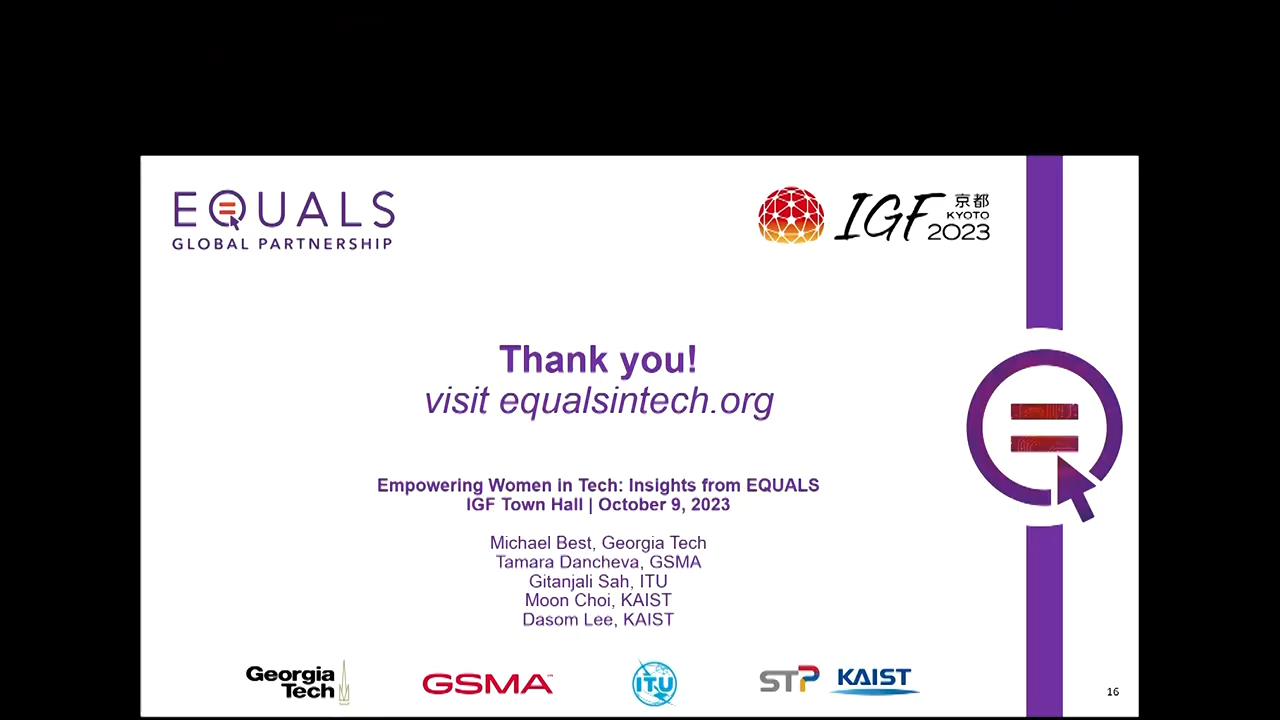 EQUALS
GLOBAL PARTNERSHIP
IGF 京都
KYOTO
2023
Thank you!
visit equalsintech.org
Empowering Women in Tech: Insights from EQUALS
IGF Town Hall | October 9, 2023
Michael Best, Georgia Tech
Tamara Dancheva, GSMA
Gitanjali Sah, ITU
Moon Choi, KAIST
Dasom Lee, KAIST
Georgia
Tech
GSMA™
ITU
STP KAIST
16